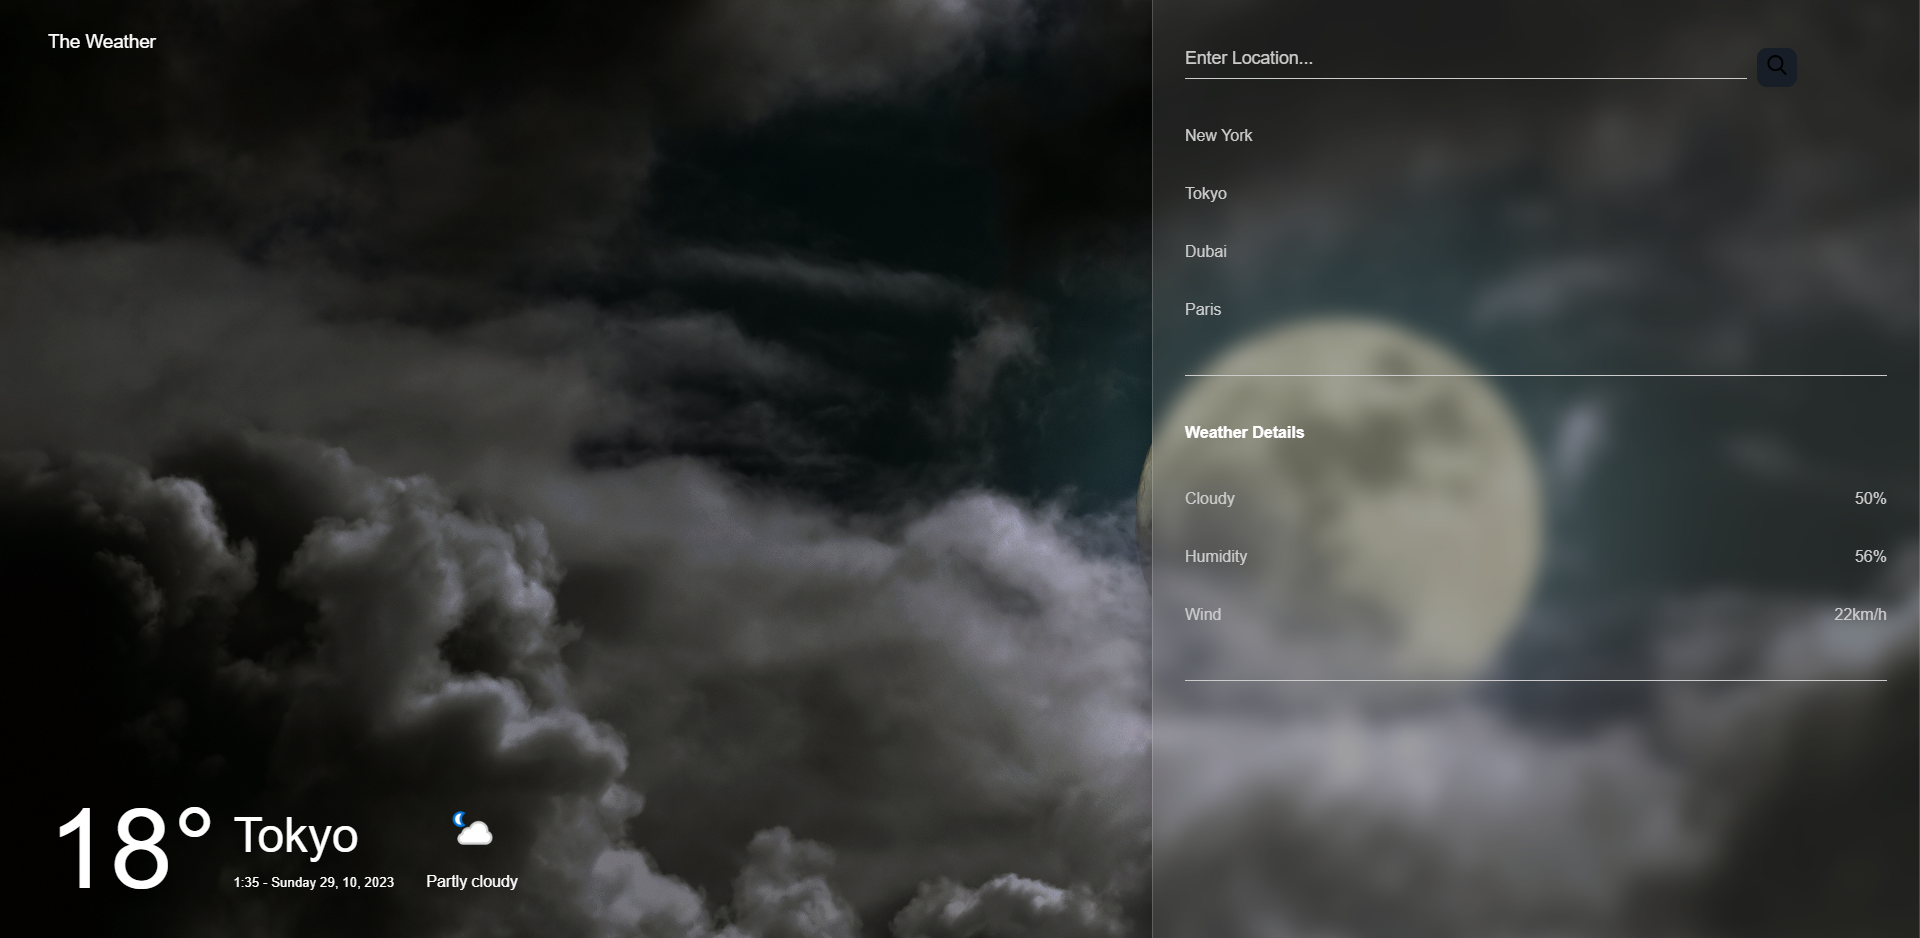 The Weather
Enter Location...
New York
Tokyo
Dubai
Paris
Weather Details
Cloudy 50%
Humidity 56%
Wind 22km/h
18° Tokyo
1:35 - Sunday 29, 10, 2023
Partly cloudy